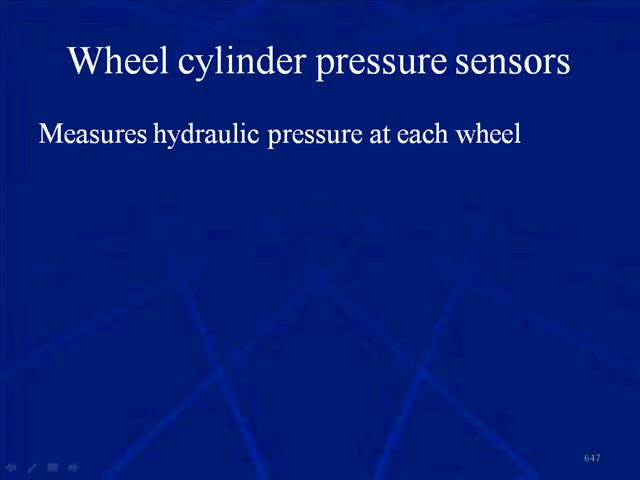 Wheel cylinder pressure sensors
Measures hydraulic pressure at each wheel
647